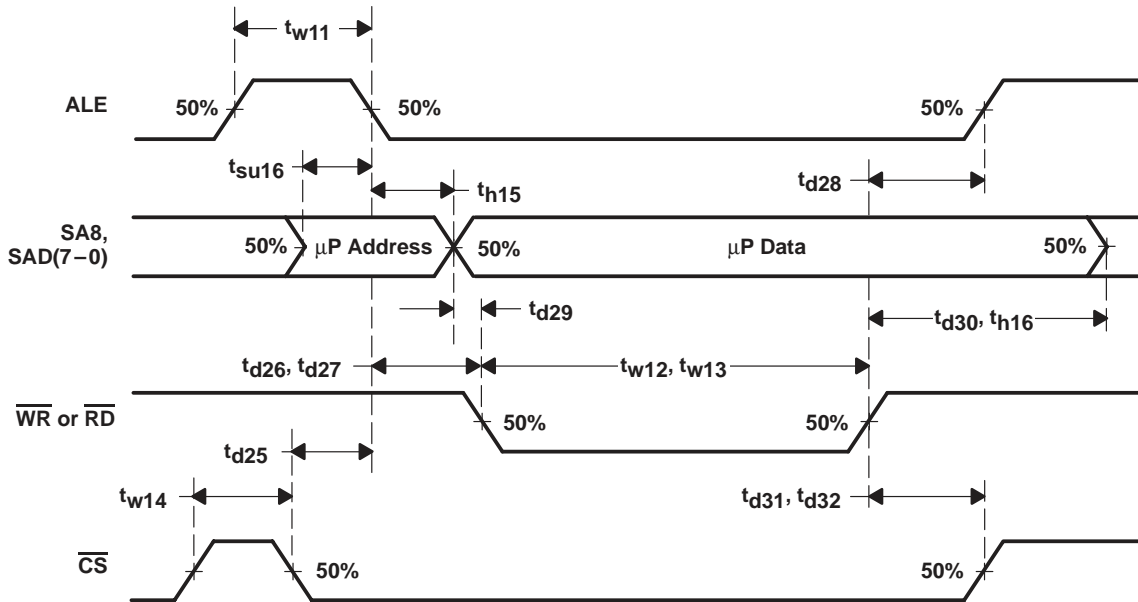 tw11
ALE
50%
50%
50%
tsu16
th15
td28
SA8,
SAD(7−0)
50%
μP Address
50%
μP Data
50%
td29
td30, th16
td26, td27
tw12, tw13
WR or RD
50%
50%
td25
tw14
td31, td32
CS
50%
50%